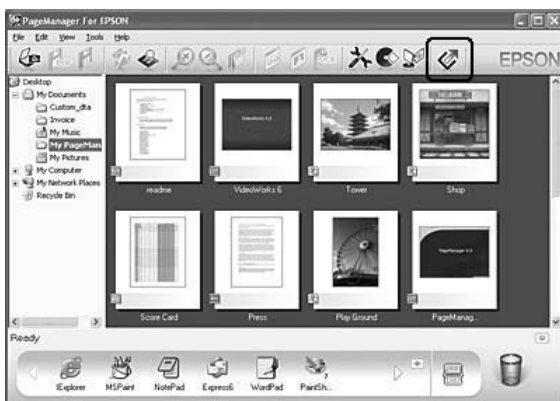 PageManager For EPSON
File Edit View Tools Help
EPSON
Desktop
My Documents
Custom_dta
Invoice
My Music
My PageMan
My Pictures
My Computer
My Network Places
Recycle Bin
readme VideoWorks 6 Tower Shop
Score Card Press Play Ground PageManag...
Ready
IExplorer MSPaint NotePad Express6 WordPad PaintSh...